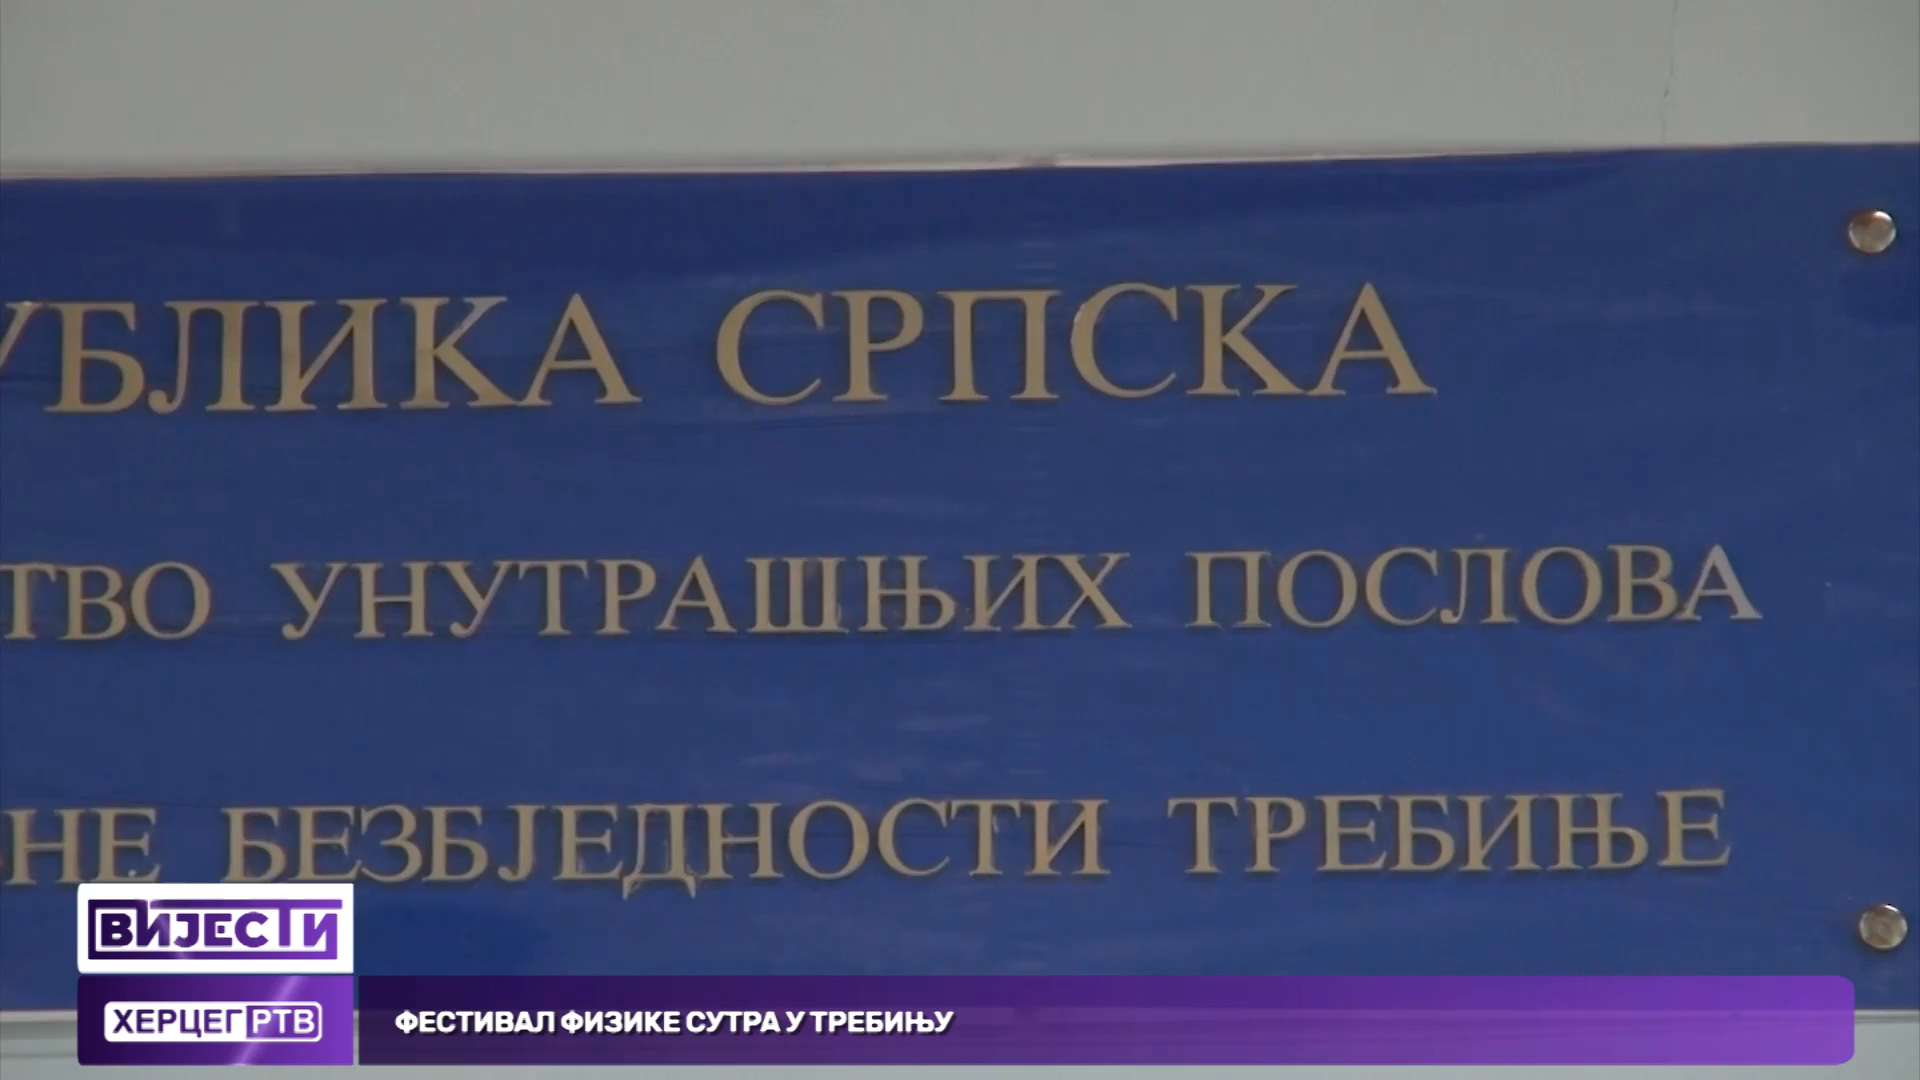 УБЛИКА СРПСКА
ТВО УНУТРАШЊИХ ПОСЛОВА
НЕ БЕЗБЈЕДНОСТИ ТРЕБИЊЕ
ВИЈЕСТИ
ХЕРЦЕГ РТВ
ФЕСТИВАЛ ФИЗИКЕ СУТРА У ТРЕБИЊУ